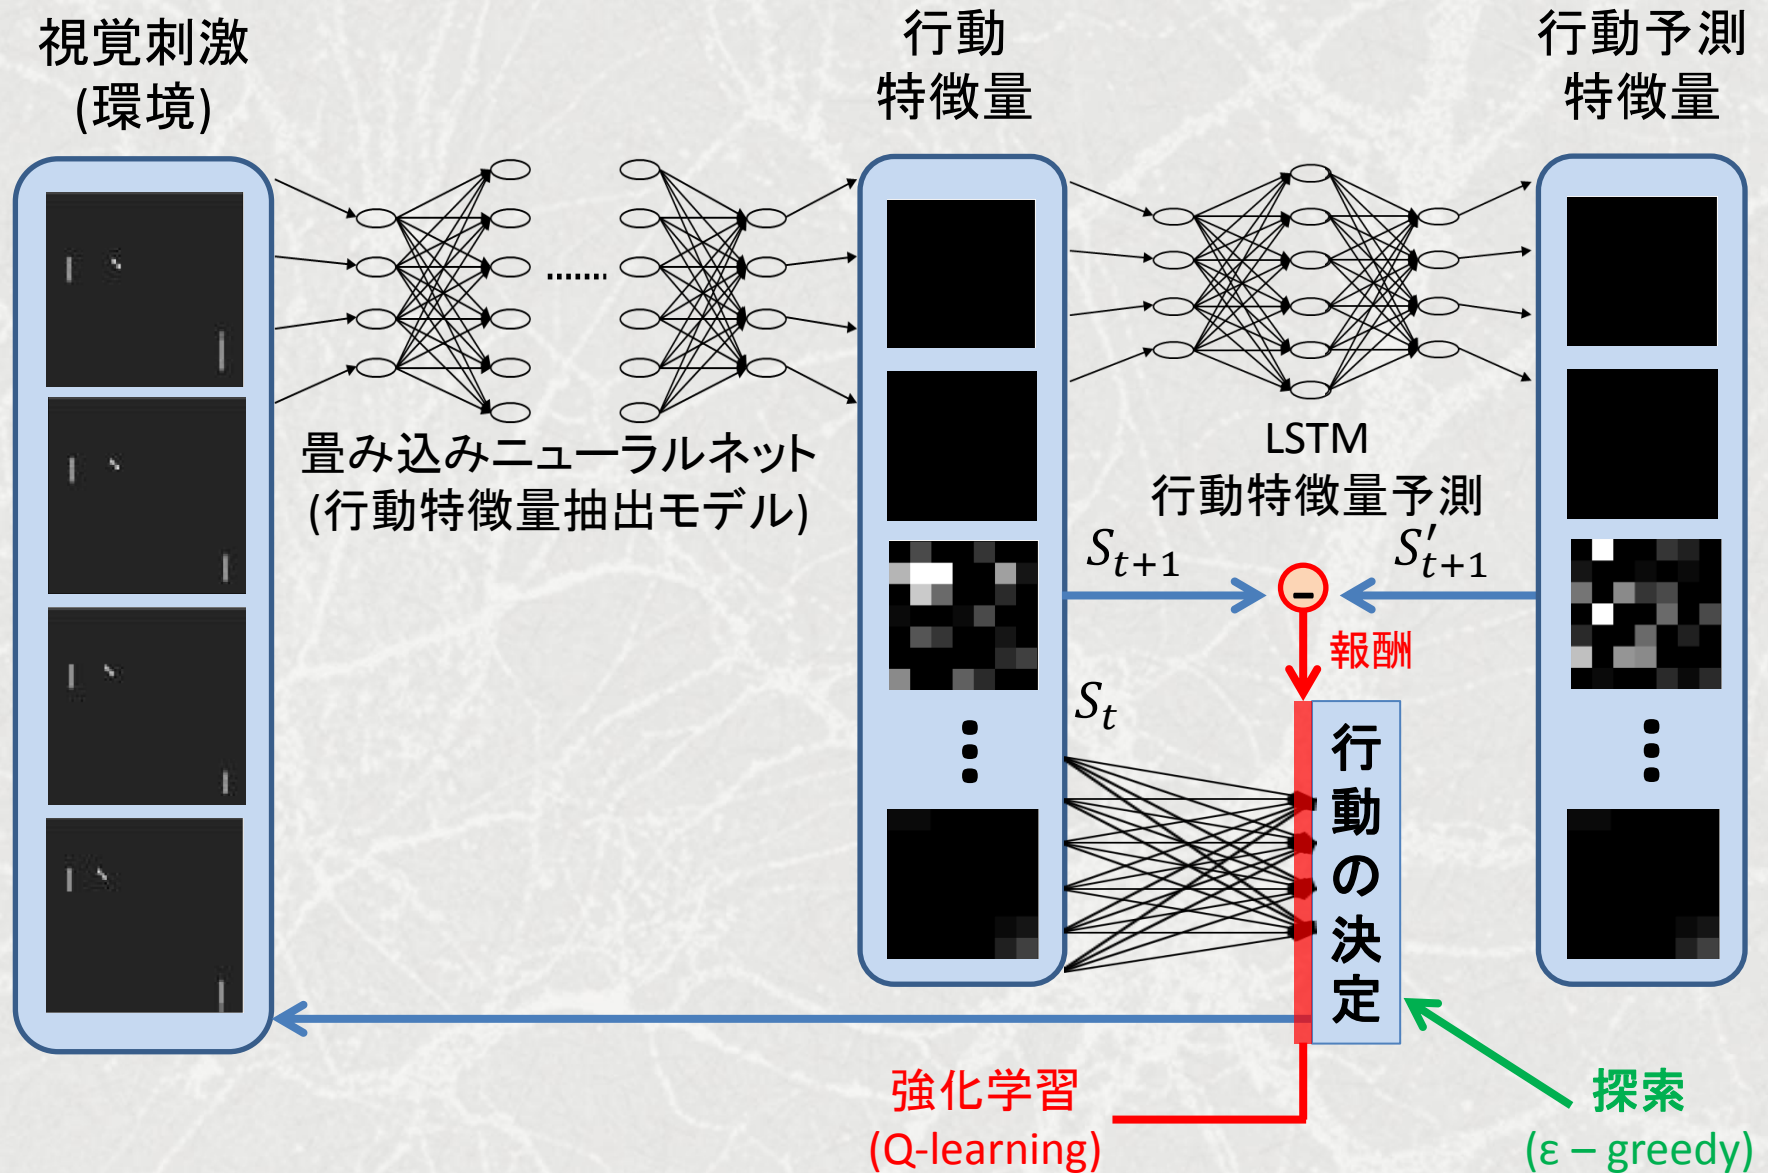 視覚刺激
(環境)
行動
特徴量
行動予測
特徴量
.......
畳み込みニューラルネット
(行動特徴量抽出モデル)
LSTM
行動特徴量予測
S_{t+1}
S'_{t+1}
-
報酬
S_t
行動の決定
強化学習
(Q-learning)
探索
(ε – greedy)